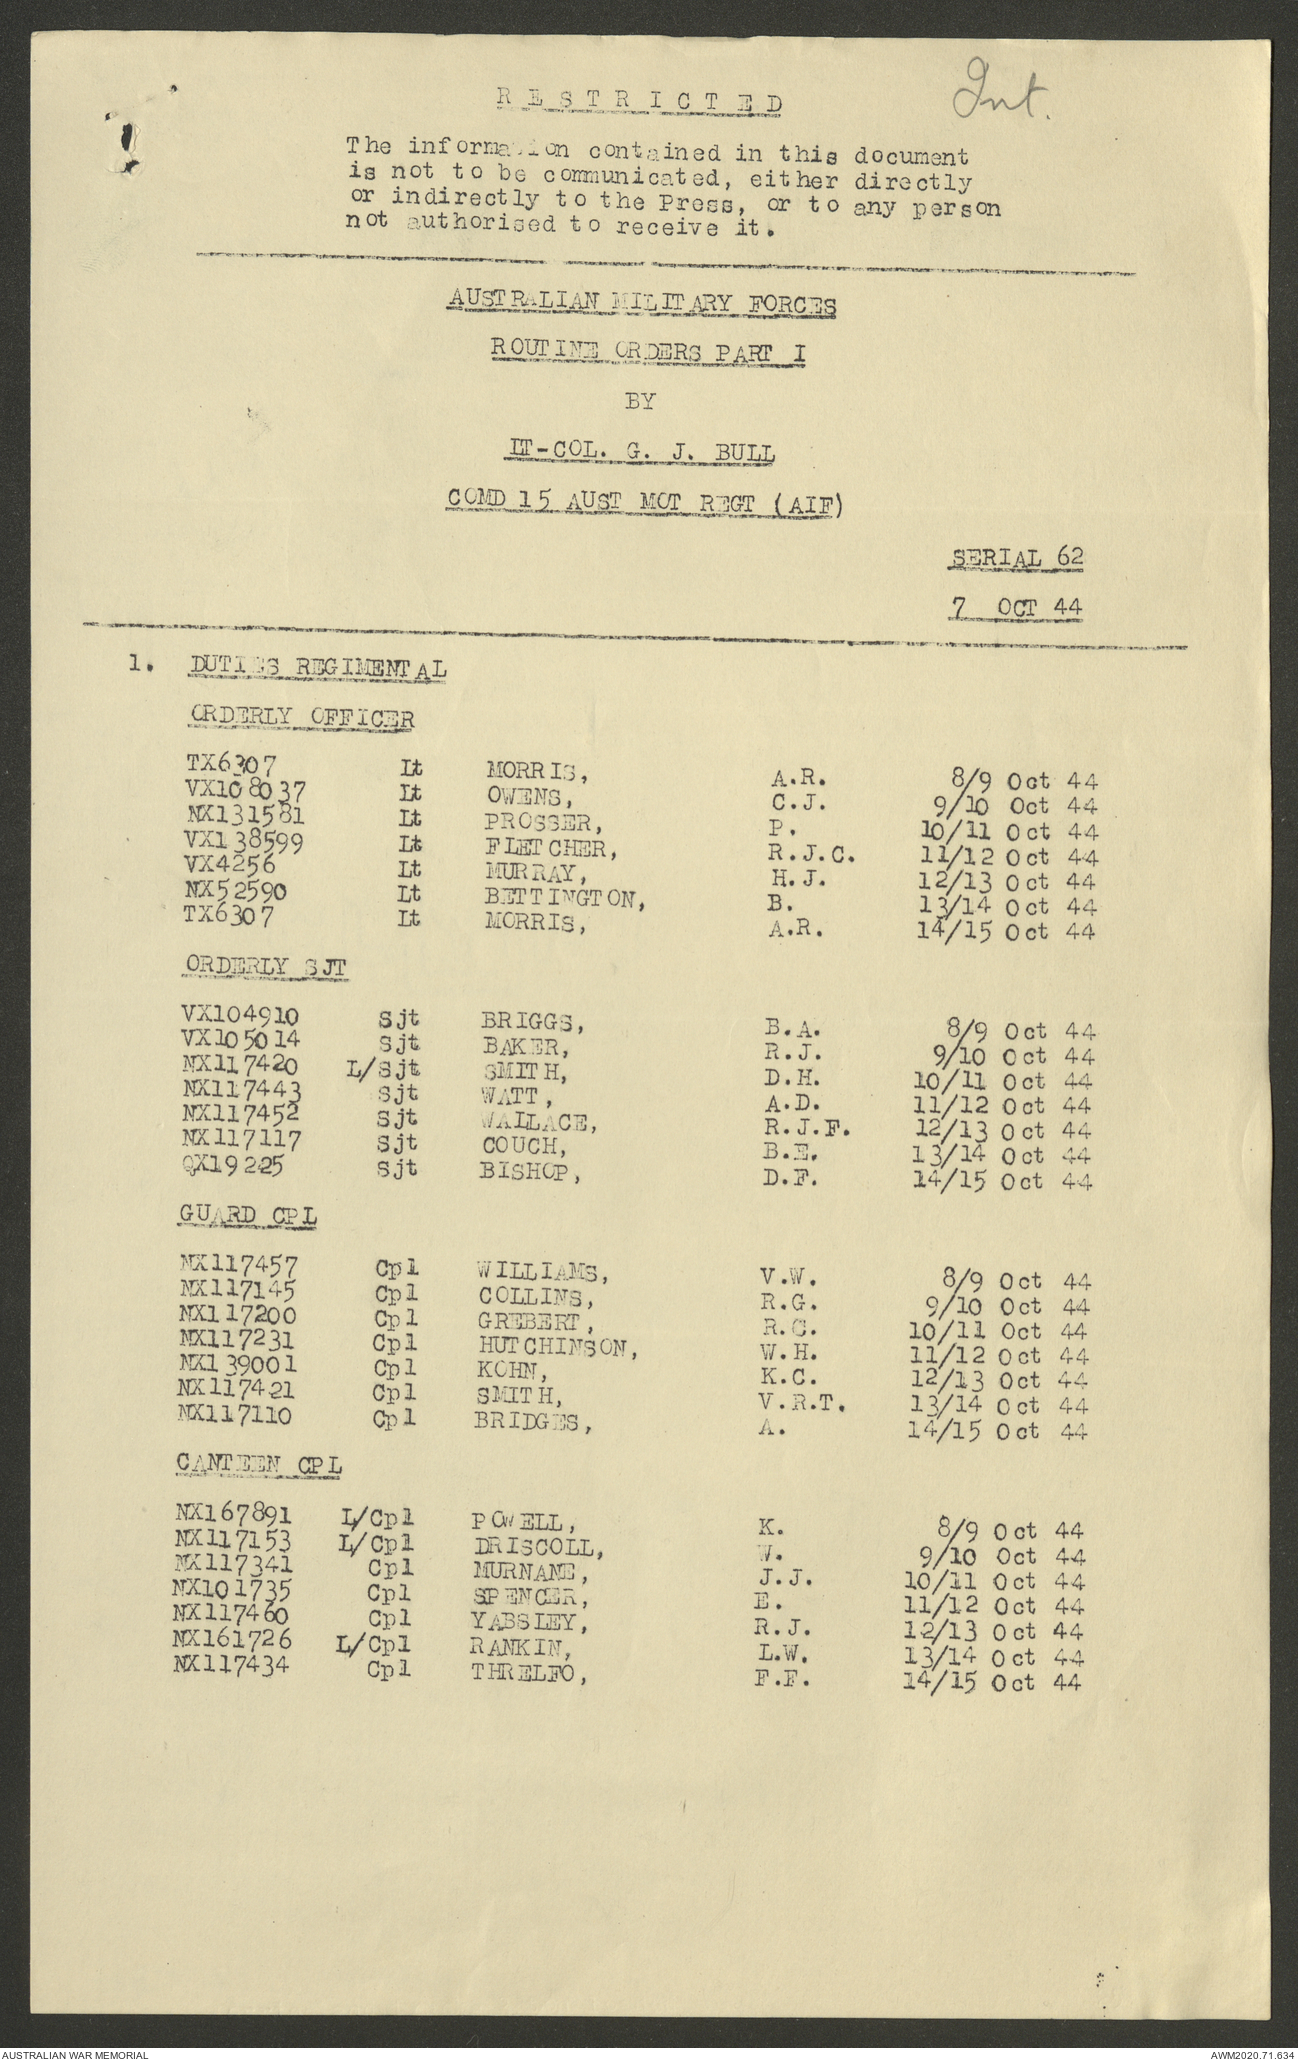 Int.
RESTRICTED
The information contained in this document
is not to be communicated, either directly
or indirectly to the Press, or to any person
not authorised to receive it.
AUSTRALIAN MILITARY FORCES
ROUTINE ORDERS PART I
BY
LT-COL. G. J. BULL
COMD 15 AUST MOT REGT (AIF)
SERIAL 62
7 OCT 44
1. DUTIES REGIMENTAL
ORDERLY OFFICER
TX6307 Lt MORRIS, A.R. 8/9 Oct 44
VX108037 Lt OWENS, C.J. 9/10 Oct 44
NX131581 Lt PROSSER, P. 10/11 Oct 44
VX138599 Lt FLETCHER, R.J.C. 11/12 Oct 44
VX4256 Lt MURRAY, H.J. 12/13 Oct 44
NX52590 Lt BETTINGTON, B. 13/14 Oct 44
TX6307 Lt MORRIS, A.R. 14/15 Oct 44
ORDERLY SJT
VX104910 Sjt BRIGGS, B.A. 8/9 Oct 44
VX105014 Sjt BAKER, R.J. 9/10 Oct 44
NX117420 L/Sjt SMITH, D.H. 10/11 Oct 44
NX117443 Sjt WATT, A.D. 11/12 Oct 44
NX117452 Sjt WALLACE, R.J.F. 12/13 Oct 44
NX117117 Sjt COUCH, B.E. 13/14 Oct 44
QX19225 Sjt BISHOP, D.F. 14/15 Oct 44
GUARD CPL
NX117457 Cpl WILLIAMS, V.W. 8/9 Oct 44
NX117145 Cpl COLLINS, R.G. 9/10 Oct 44
NX117200 Cpl GREBERT, R.C. 10/11 Oct 44
NX117231 Cpl HUTCHINSON, W.H. 11/12 Oct 44
NX139001 Cpl KOHN, K.C. 12/13 Oct 44
NX117421 Cpl SMITH, V.R.T. 13/14 Oct 44
NX117110 Cpl BRIDGES, A. 14/15 Oct 44
CANTEEN CPL
NX167891 L/Cpl POWELL, K. 8/9 Oct 44
NX117153 L/Cpl DRISCOLL, W. 9/10 Oct 44
NX117341 Cpl MURNANE, J.J. 10/11 Oct 44
NX101735 Cpl SPENCER, E. 11/12 Oct 44
NX117460 Cpl YABSLEY, R.J. 12/13 Oct 44
NX161726 L/Cpl RANKIN, L.W. 13/14 Oct 44
NX117434 Cpl THRELFO, F.F. 14/15 Oct 44
AUSTRALIAN WAR MEMORIAL AWM2020.71.634